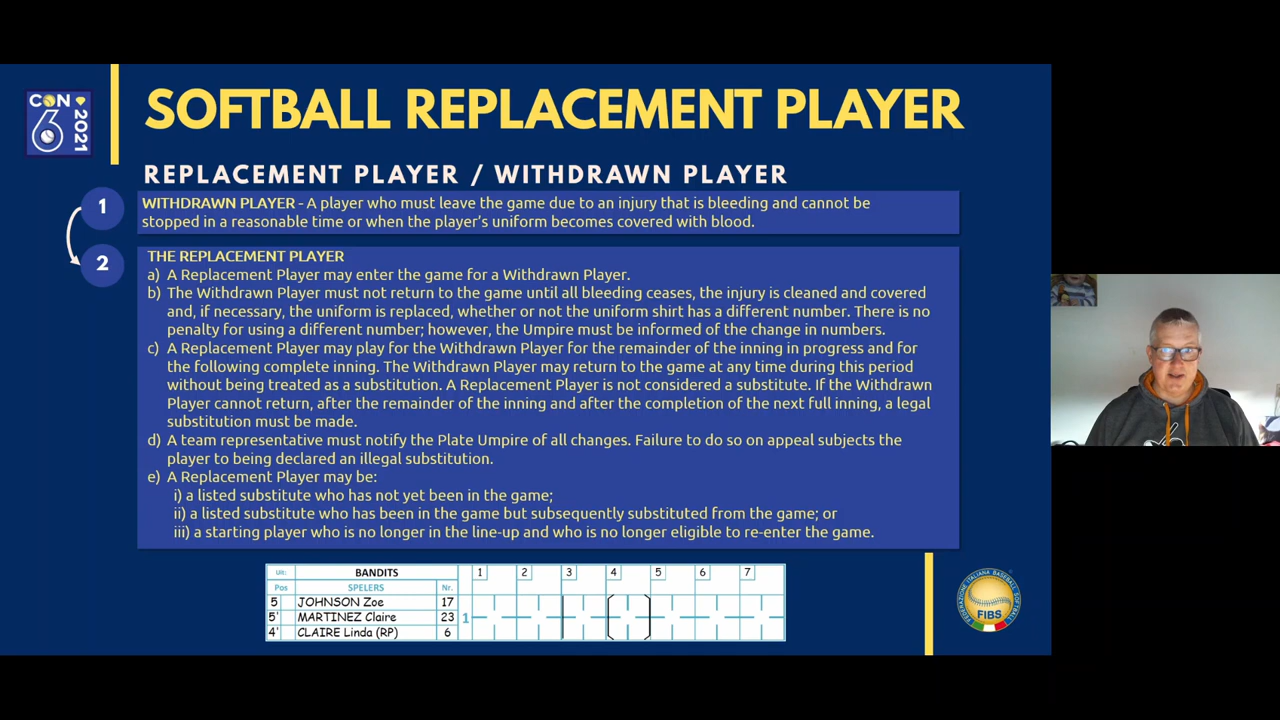 CON
6
2021
SOFTBALL REPLACEMENT PLAYER
REPLACEMENT PLAYER / WITHDRAWN PLAYER
1
WITHDRAWN PLAYER - A player who must leave the game due to an injury that is bleeding and cannot be
stopped in a reasonable time or when the player's uniform becomes covered with blood.
2
THE REPLACEMENT PLAYER
a) A Replacement Player may enter the game for a Withdrawn Player.
b) The Withdrawn Player must not return to the game until all bleeding ceases, the injury is cleaned and covered
and, if necessary, the uniform is replaced, whether or not the uniform shirt has a different number. There is no
penalty for using a different number; however, the Umpire must be informed of the change in numbers.
c) A Replacement Player may play for the Withdrawn Player for the remainder of the inning in progress and for
the following complete inning. The Withdrawn Player may return to the game at any time during this period
without being treated as a substitution. A Replacement Player is not considered a substitute. If the Withdrawn
Player cannot return, after the remainder of the inning and after the completion of the next full inning, a legal
substitution must be made.
d) A team representative must notify the Plate Umpire of all changes. Failure to do so on appeal subjects the
player to being declared an illegal substitution.
e) A Replacement Player may be:
i) a listed substitute who has not yet been in the game;
ii) a listed substitute who has been in the game but subsequently substituted from the game; or
iii) a starting player who is no longer in the line-up and who is no longer eligible to re-enter the game.
Uit: BANDITS 1 2 3 4 5 6 7
Pos SPELERS Nr.
5 JOHNSON Zoe 17
5' MARTINEZ Claire 23 1
4' CLAIRE Linda (RP) 6
FEDERAZIONE ITALIANA BASEBALL SOFTBALL
FIBS